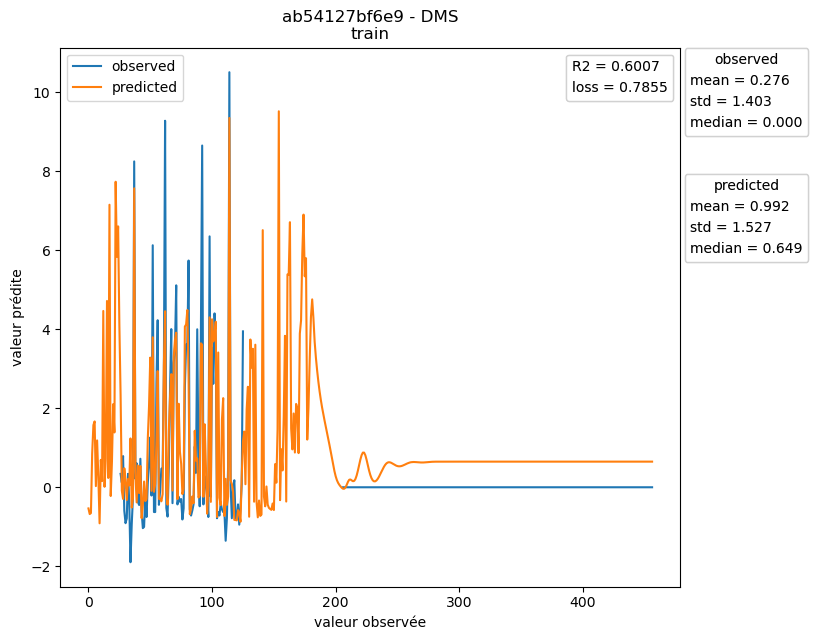 ab54127bf6e9 - DMS
train
observed
predicted
R2 = 0.6007
loss = 0.7855
observed
mean = 0.276
std = 1.403
median = 0.000
predicted
mean = 0.992
std = 1.527
median = 0.649
valeur prédite
10
8
6
4
2
0
−2
0
100
200
300
400
valeur observée